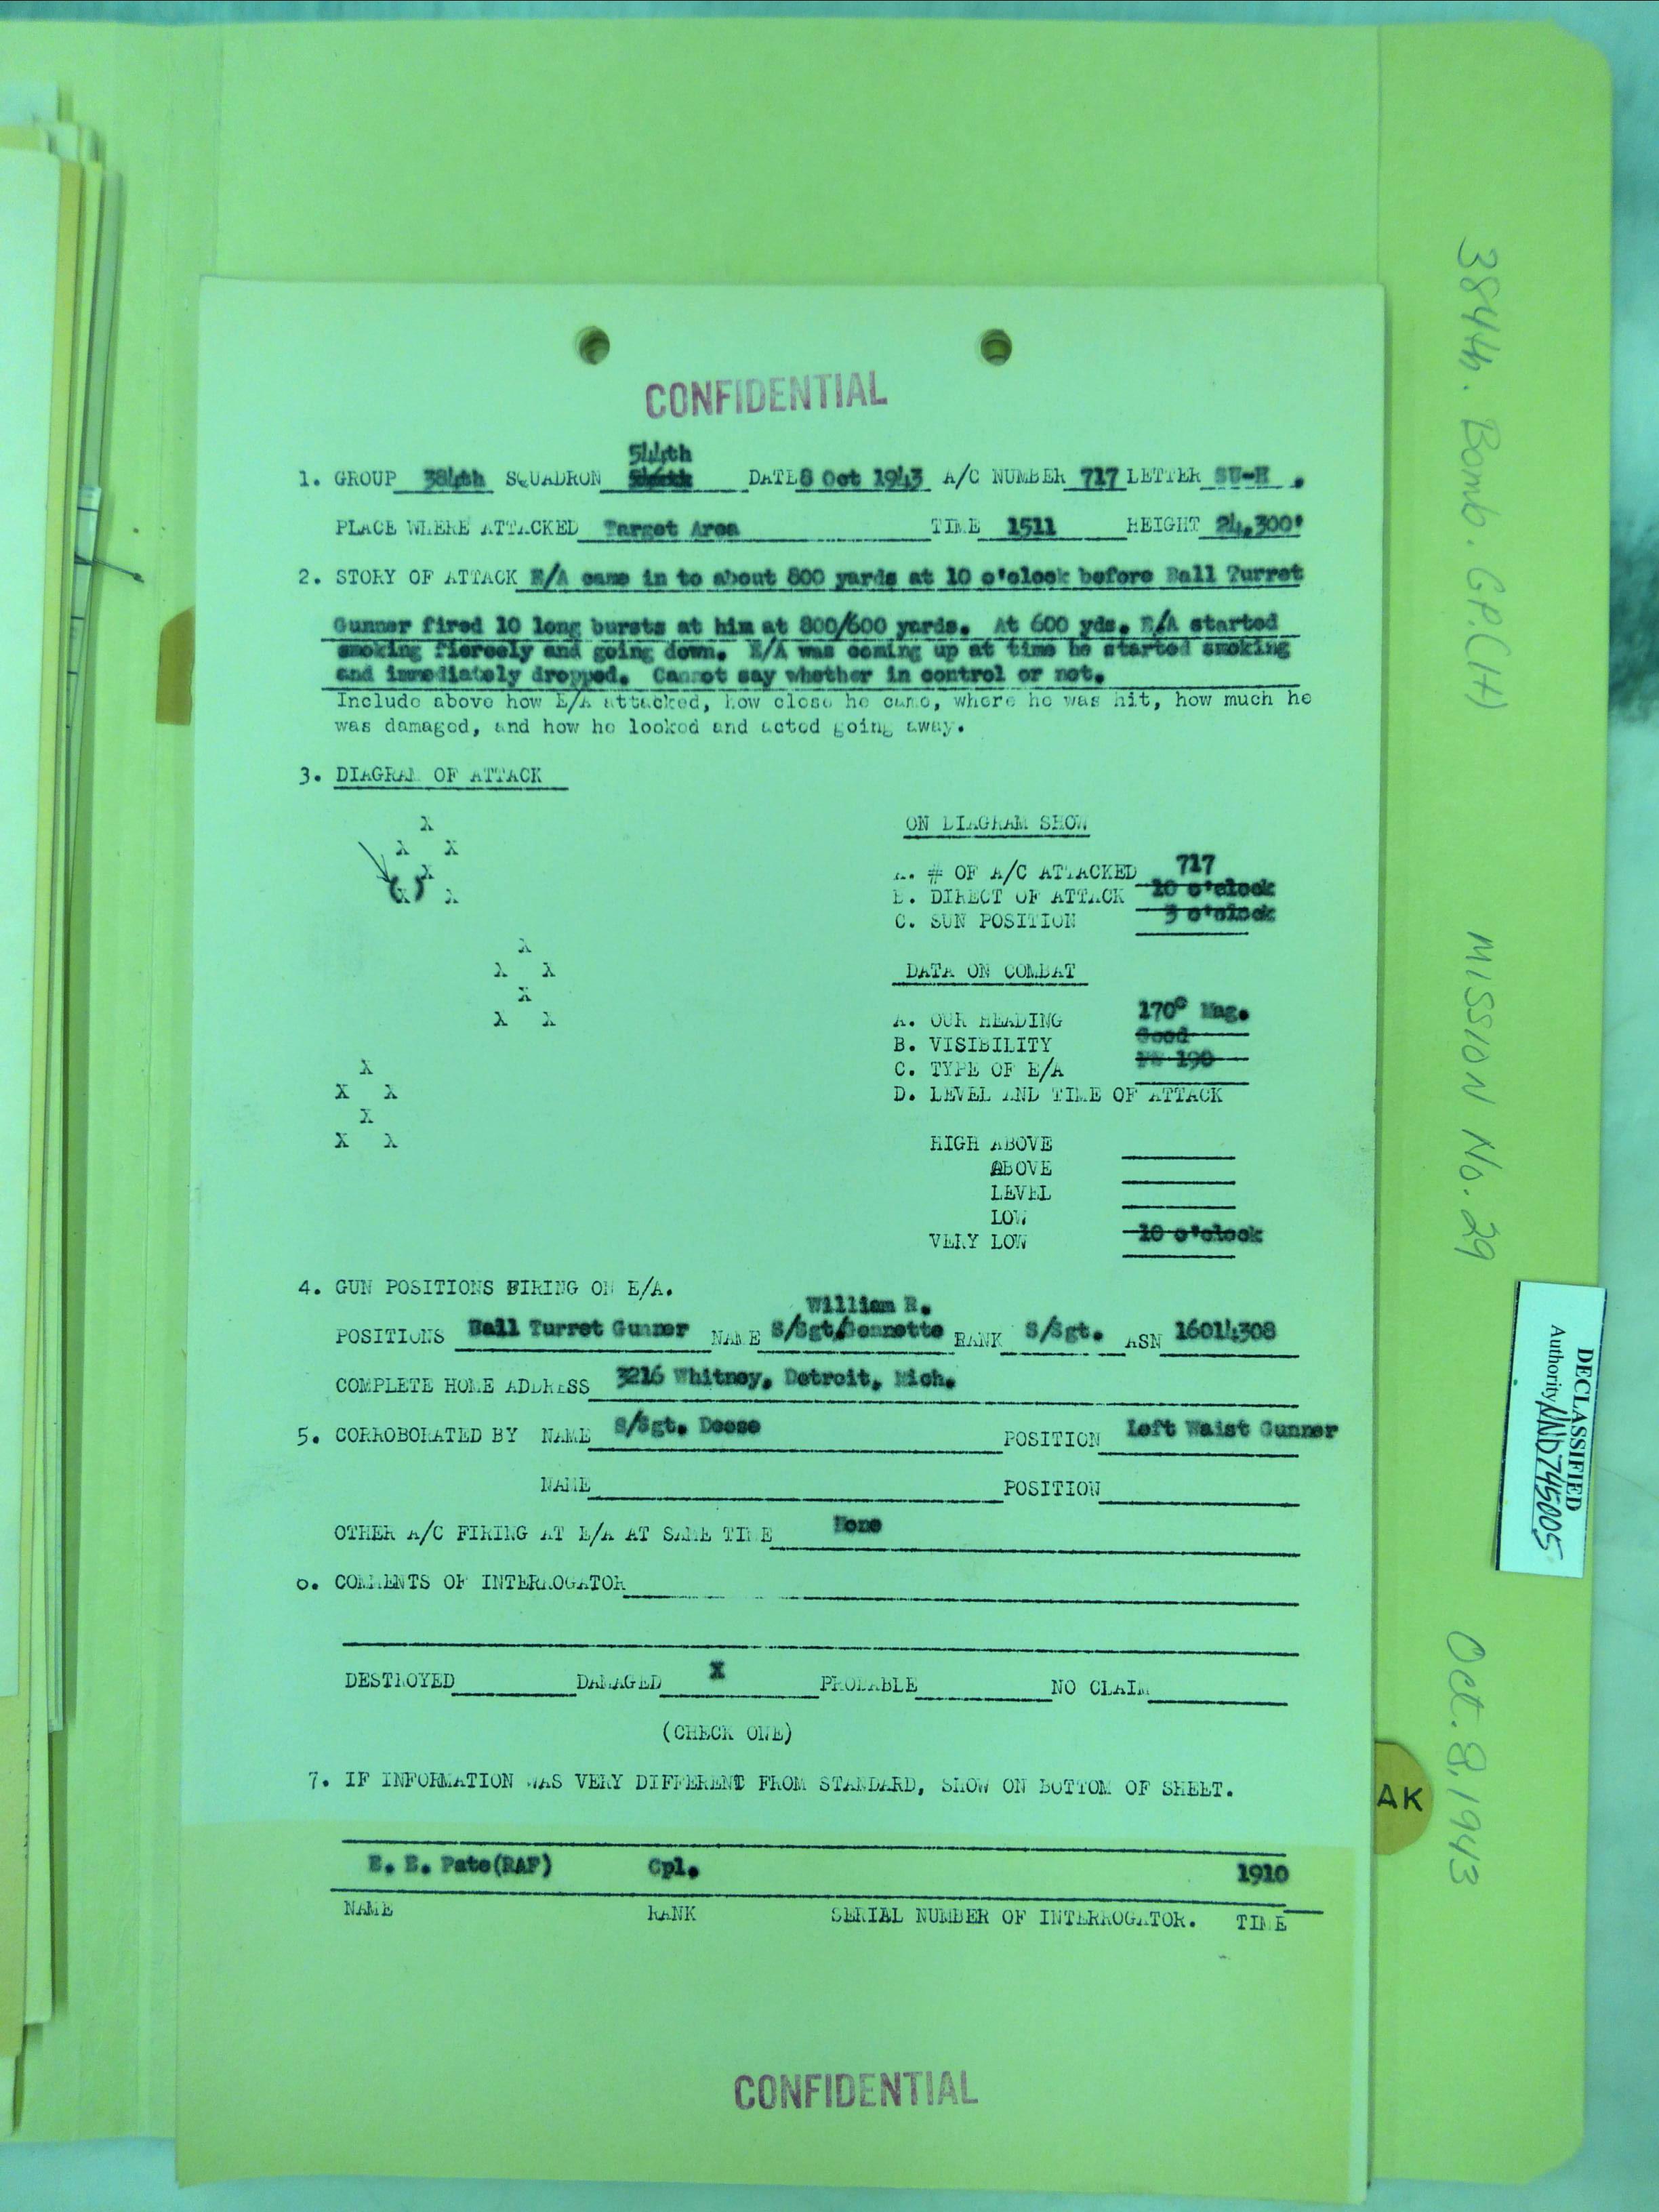 CONFIDENTIAL
544th
1. GROUP 384th SQUADRON DATE 8 Oct 1943 A/C NUMBER 717 LETTER SU-H .
PLACE WHERE ATTACKED Target Area TIME 1511 HEIGHT 24,300'
2. STORY OF ATTACK E/A came in to about 800 yards at 10 o'clock before Ball Turret
Gunner fired 10 long bursts at him at 800/600 yards. At 600 yds. E/A started
smoking fiercely and going down. E/A was coming up at time he started smoking
and immediately dropped. Cannot say whether in control or not.
Include above how E/A attacked, how close he came, where he was hit, how much he
was damaged, and how he looked and acted going away.
3. DIAGRAM OF ATTACK
X
X X
X
(X) X
X
X X
X
X X
X
X X
X
X X
ON DIAGRAM SHOW
A. # OF A/C ATTACKED 717
B. DIRECT OF ATTACK 10 o'clock
C. SUN POSITION 3 o'clock
DATA ON COMBAT
A. OUR HEADING 170° Mag.
B. VISIBILITY Good
C. TYPE OF E/A FW 190
D. LEVEL AND TIME OF ATTACK
HIGH ABOVE
ABOVE
LEVEL
LOW
VERY LOW 10 o'clock
4. GUN POSITIONS FIRING ON E/A.
William R.
POSITIONS Ball Turret Gunner NAME S/Sgt/ RANK S/Sgt. ASN 16014308
COMPLETE HOME ADDRESS 3216 Whitney, Detroit, Mich.
5. CORROBORATED BY NAME S/Sgt. Deese POSITION Left Waist Gunner
NAME POSITION
OTHER A/C FIRING AT E/A AT SAME TIME None
6. COMMENTS OF INTERROGATOR
DESTROYED DAMAGED X PROBABLE NO CLAIM
(CHECK ONE)
7. IF INFORMATION WAS VERY DIFFERENT FROM STANDARD, SHOW ON BOTTOM OF SHEET.
E. E. Pate(RAF) Cpl. 1910
NAME RANK SERIAL NUMBER OF INTERROGATOR. TIME
CONFIDENTIAL
384th. Bomb. GP.(H) MISSION No. 29 Oct. 8, 1943
DECLASSIFIED
Authority NND745005
AK